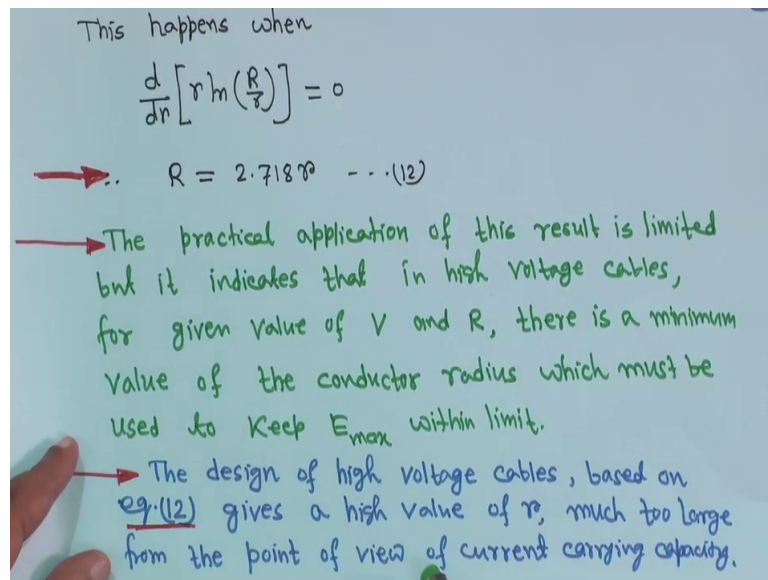 This happens when
d/dr [r ln(R/r)] = 0
∴ R = 2.718r ---(12)
The practical application of this result is limited
but it indicates that in high voltage cables,
for given value of V and R, there is a minimum
value of the conductor radius which must be
used to keep Emax within limit.
The design of high voltage cables, based on
eq.(12) gives a high value of r, much too large
from the point of view of current carrying capacity.